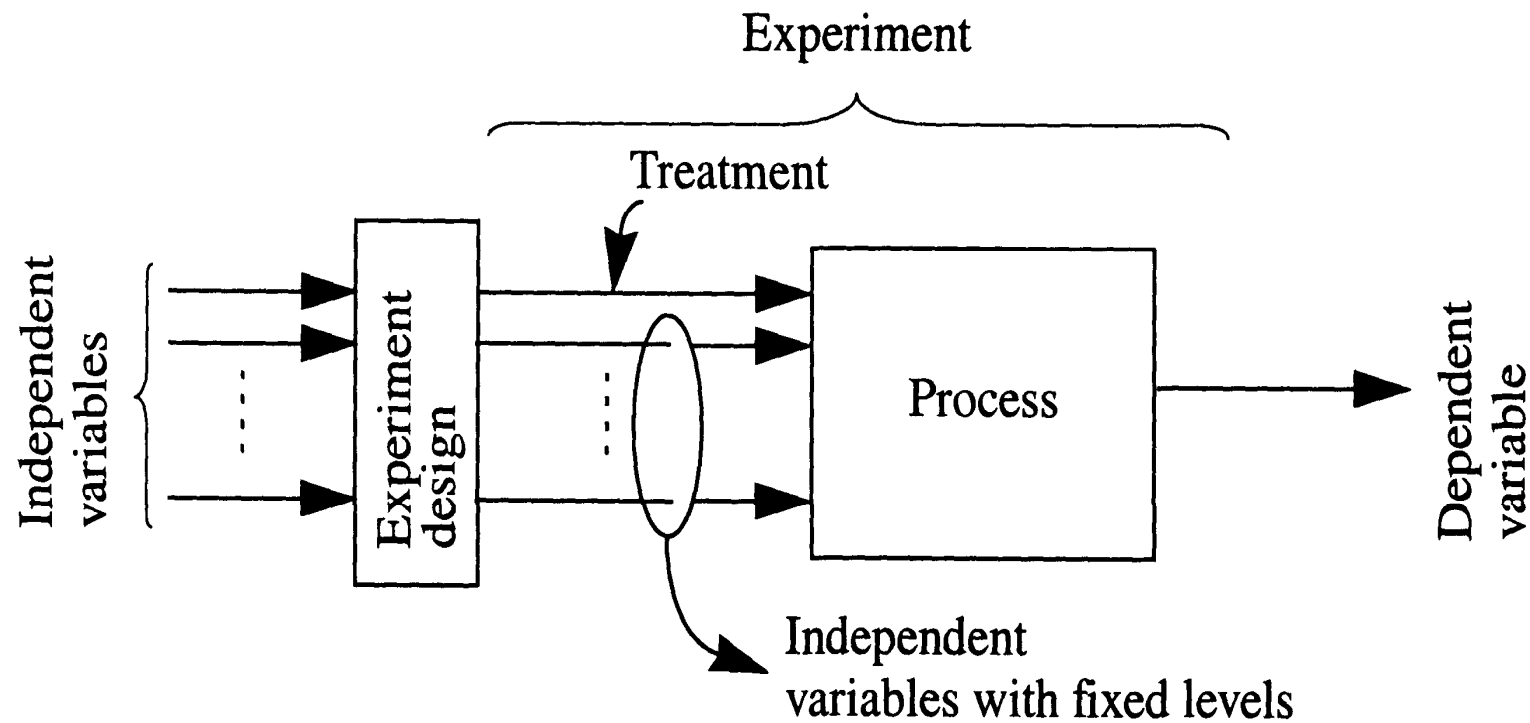 Experiment
Treatment
Independent
variables
Experiment
design
Process
Dependent
variable
Independent
variables with fixed levels